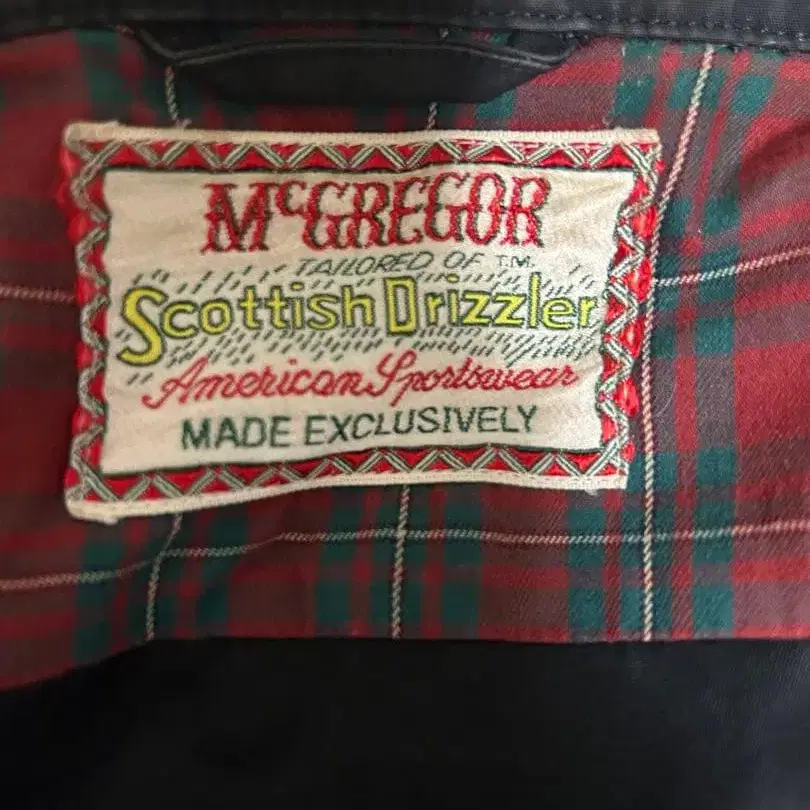 McGREGOR
TAILORED OF T.M.
Scottish Drizzler
American Sportswear
MADE EXCLUSIVELY